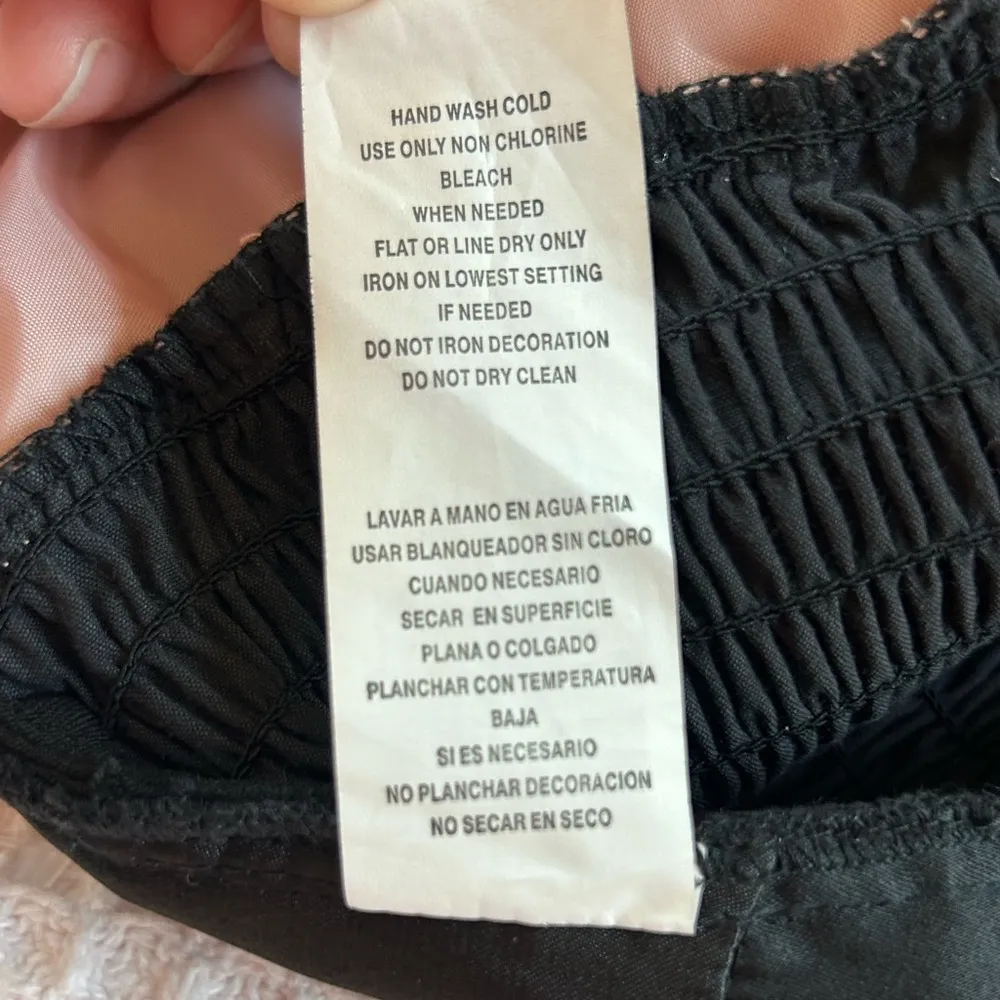 HAND WASH COLD
USE ONLY NON CHLORINE
BLEACH
WHEN NEEDED
FLAT OR LINE DRY ONLY
IRON ON LOWEST SETTING
IF NEEDED
DO NOT IRON DECORATION
DO NOT DRY CLEAN
LAVAR A MANO EN AGUA FRIA
USAR BLANQUEADOR SIN CLORO
CUANDO NECESARIO
SECAR EN SUPERFICIE
PLANA O COLGADO
PLANCHAR CON TEMPERATURA
BAJA
SI ES NECESARIO
NO PLANCHAR DECORACION
NO SECAR EN SECO